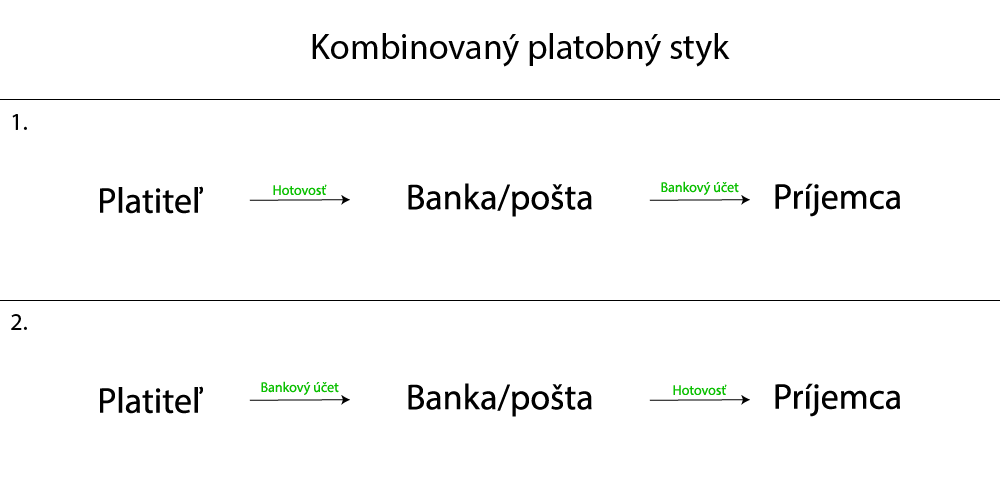 Kombinovaný platobný styk
1.
Platiteľ
Hotovosť
Banka/pošta
Bankový účet
Príjemca
2.
Platiteľ
Bankový účet
Banka/pošta
Hotovosť
Príjemca